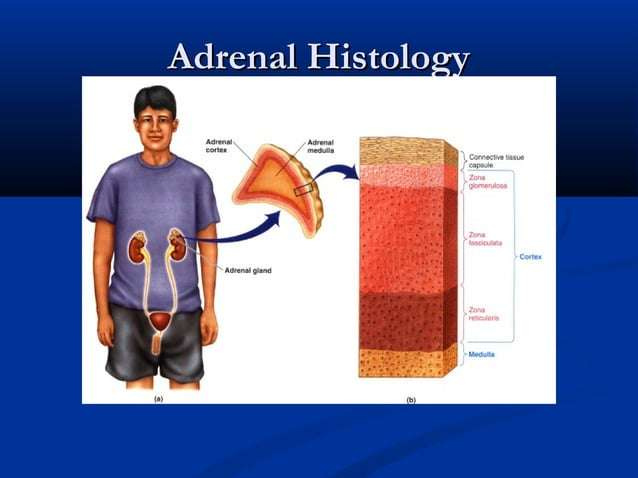 Adrenal Histology
Adrenal
cortex
Adrenal
medulla
Connective tissue
capsule
Zona
glomerulosa
Zona
fasciculata
Cortex
Adrenal gland
Zona
reticularis
Medulla
(a)
(b)